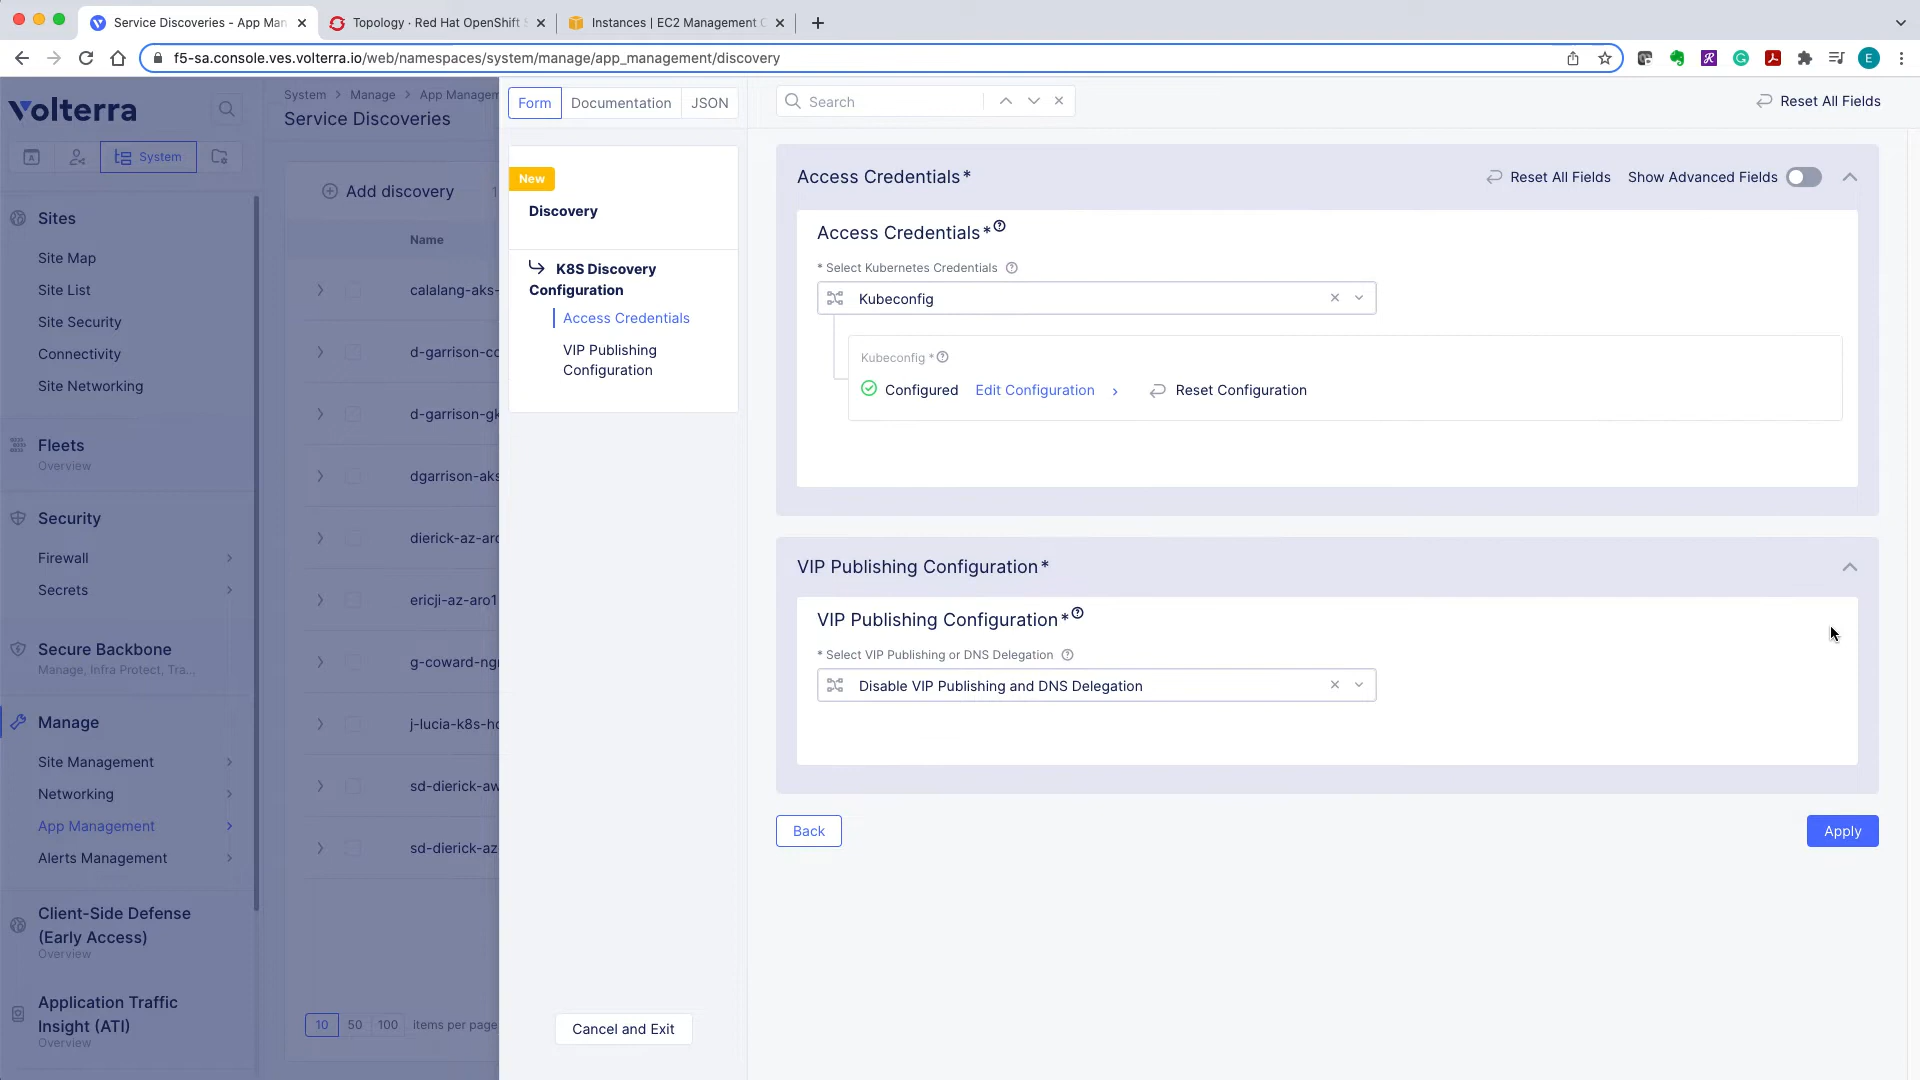 Service Discoveries - App Man
Topology · Red Hat OpenShift S
Instances | EC2 Management C
f5-sa.console.ves.volterra.io/web/namespaces/system/manage/app_management/discovery
E
volterra
System
Sites
Site Map
Site List
Site Security
Connectivity
Site Networking
Fleets
Overview
Security
Firewall
Secrets
Secure Backbone
Manage, Infra Protect, Tra...
Manage
Site Management
Networking
App Management
Alerts Management
Client-Side Defense
(Early Access)
Overview
Application Traffic
Insight (ATI)
Overview
System > Manage > App Managem
Service Discoveries
Add discovery
1
Name
calalang-aks-
d-garrison-co
d-garrison-gk
dgarrison-aks
dierick-az-aro
ericji-az-aro1
g-coward-ngn
j-lucia-k8s-ho
sd-dierick-aw
sd-dierick-az
10 50 100 items per page
Form Documentation JSON
New
Discovery
K8S Discovery
Configuration
Access Credentials
VIP Publishing
Configuration
Cancel and Exit
Search
Reset All Fields
Access Credentials*
Reset All Fields Show Advanced Fields
Access Credentials*
* Select Kubernetes Credentials
Kubeconfig
Kubeconfig *
Configured Edit Configuration > Reset Configuration
VIP Publishing Configuration*
VIP Publishing Configuration*
* Select VIP Publishing or DNS Delegation
Disable VIP Publishing and DNS Delegation
Back
Apply